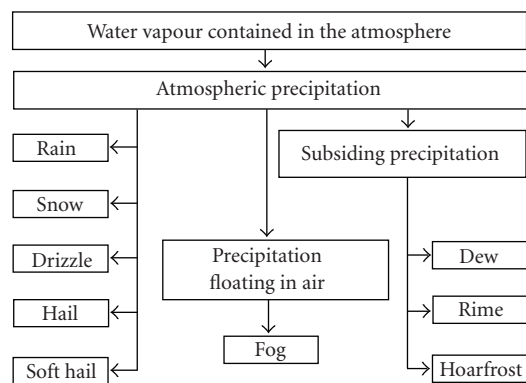 Water vapour contained in the atmosphere
Atmospheric precipitation
Rain
Snow
Drizzle
Hail
Soft hail
Precipitation
floating in air
Fog
Subsiding precipitation
Dew
Rime
Hoarfrost